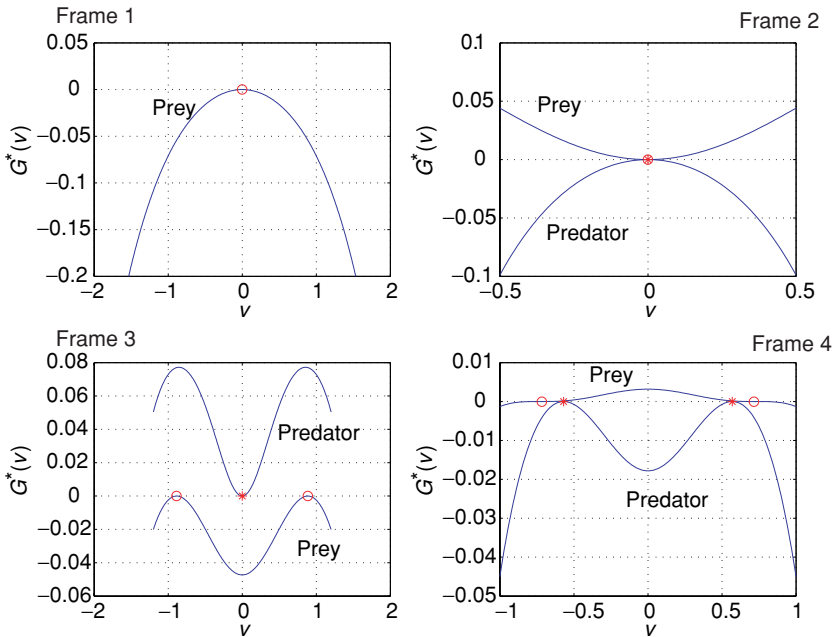 Frame 1
0.05
0
−0.05
−0.1
−0.15
−0.2
G*(v)
Prey
−2
−1
0
1
2
v
Frame 2
0.1
0.05
0
−0.05
−0.1
G*(v)
Prey
Predator
−0.5
0
0.5
v
Frame 3
0.08
0.06
0.04
0.02
0
−0.02
−0.04
0.06
G*(v)
Predator
Prey
−2
−1
0
1
2
v
Frame 4
0.01
0
−0.01
−0.02
−0.03
−0.04
0.05
G*(v)
Prey
Predator
−1
−0.5
0
0.5
1
v